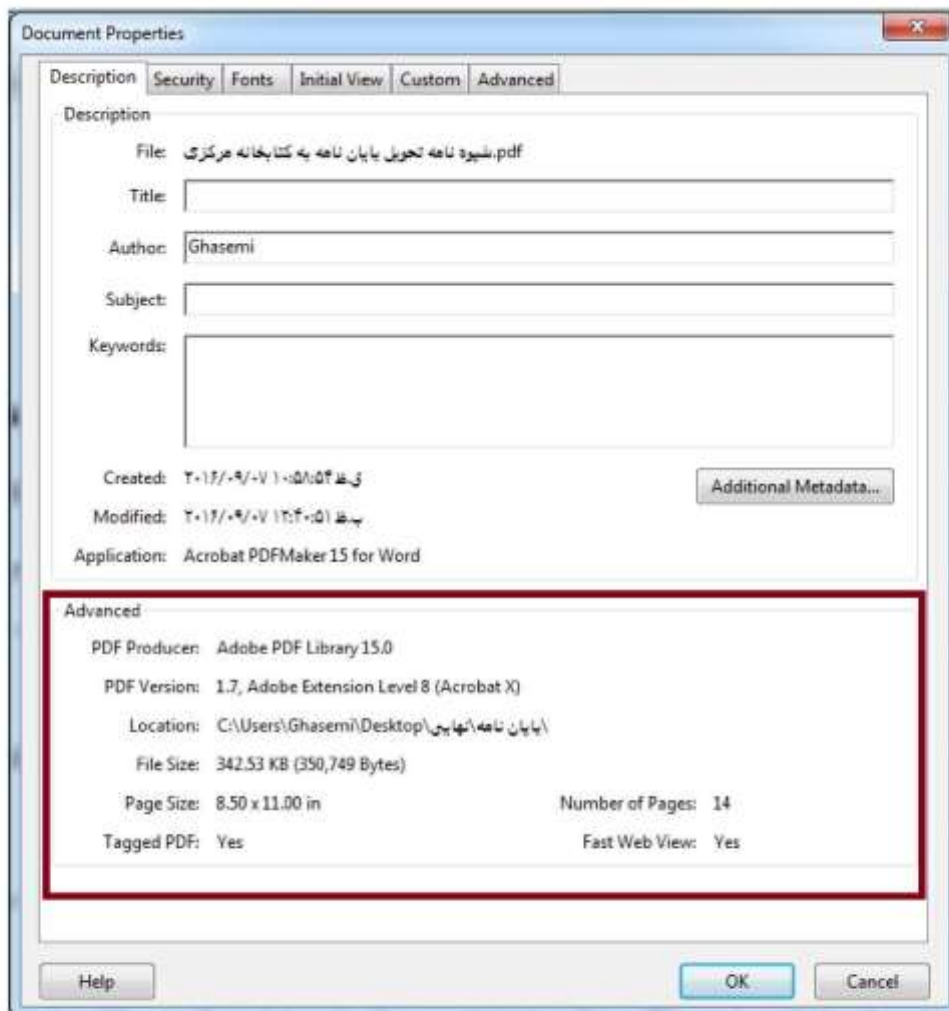 Document Properties
Description Security Fonts Initial View Custom Advanced
Description
File: شیوه نامه تحویل پایان نامه به کتابخانه مرکزی.pdf
Title:
Author: Ghasemi
Subject:
Keywords:
Created: ۲۰۱۶/۰۹/۰۷ ۱۰:۵۸:۵۴ ق.ظ
Additional Metadata...
Modified: ۲۰۱۶/۰۹/۰۷ ۱۲:۴۰:۵۱ ب.ظ
Application: Acrobat PDFMaker 15 for Word
Advanced
PDF Producer: Adobe PDF Library 15.0
PDF Version: 1.7, Adobe Extension Level 8 (Acrobat X)
Location: C:\Users\Ghasemi\Desktop\پایان نامه\نهایی\
File Size: 342.53 KB (350,749 Bytes)
Page Size: 8.50 x 11.00 in Number of Pages: 14
Tagged PDF: Yes Fast Web View: Yes
Help OK Cancel